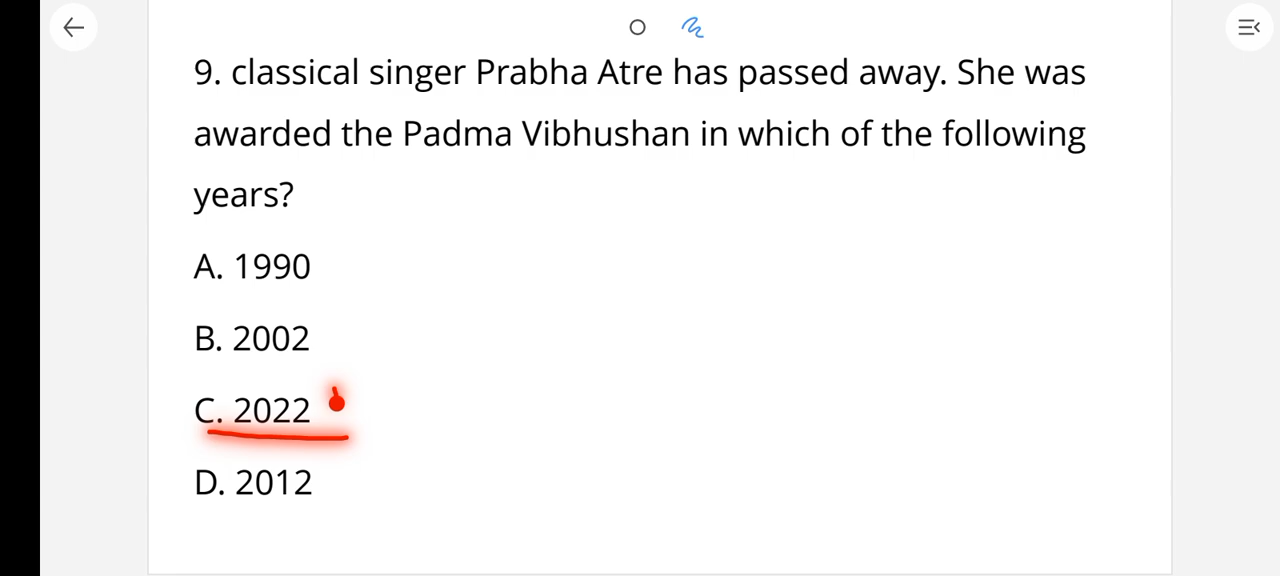 9. classical singer Prabha Atre has passed away. She was
awarded the Padma Vibhushan in which of the following
years?
A. 1990
B. 2002
C. 2022
D. 2012